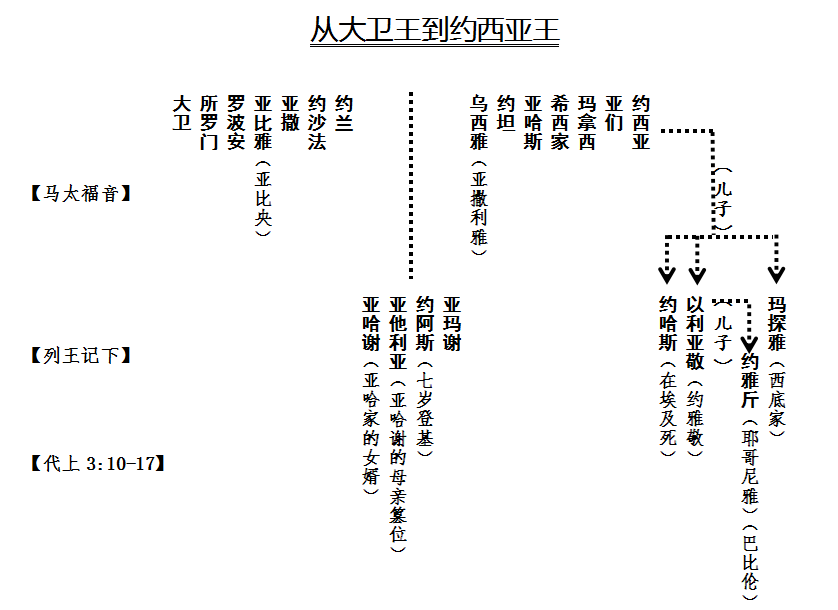 从大卫王到约西亚王
大卫
所罗门
罗波安
亚比雅（亚比央）
亚撒
约沙法
约兰
乌西雅（亚撒利雅）
约坦
亚哈斯
希西家
玛拿西
亚们
约西亚
（儿子）
【马太福音】
亚哈谢（亚哈家的女婿）
亚他利亚（亚哈谢的母亲篡位）
约阿斯（七岁登基）
亚玛谢
约哈斯（在埃及死）
以利亚敬（约雅敬）
（儿子）
约雅斤（耶哥尼雅）（巴比伦）
玛探雅（西底家）
【列王记下】
【代上 3:10-17】